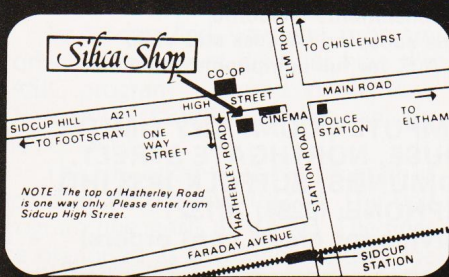 Silica Shop
ELM ROAD
TO CHISLEHURST
CO-OP
MAIN ROAD
HIGH STREET
A211
SIDCUP HILL
CINEMA
POLICE
STATION
TO
ELTHAM
TO FOOTSCRAY
ONE
WAY
STREET
HATHERLEY ROAD
STATION ROAD
NOTE The top of Hatherley Road
is one way only Please enter from
Sidcup High Street
FARADAY AVENUE
SIDCUP
STATION